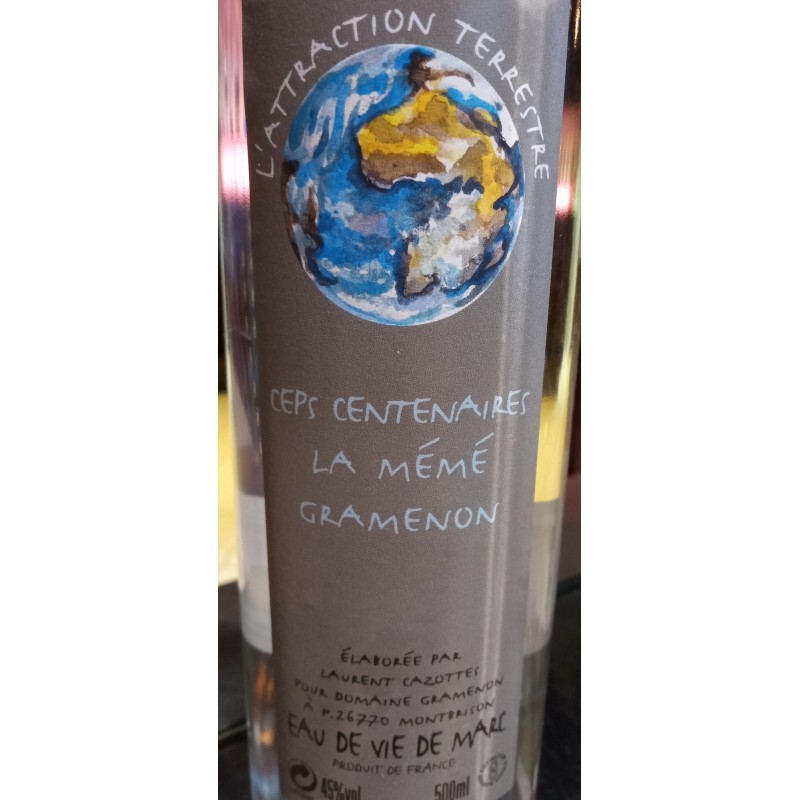 L'ATTRACTION TERRESTRE
CEPS CENTENAIRES
LA MÉMÉ
GRAMENON
ÉLABORÉE PAR
LAURENT CAZOTTES
POUR DOMAINE GRAMENON
À F.26770 MONTBRISON
EAU DE VIE DE MARC
PRODUIT DE FRANCE
45%vol 500ml